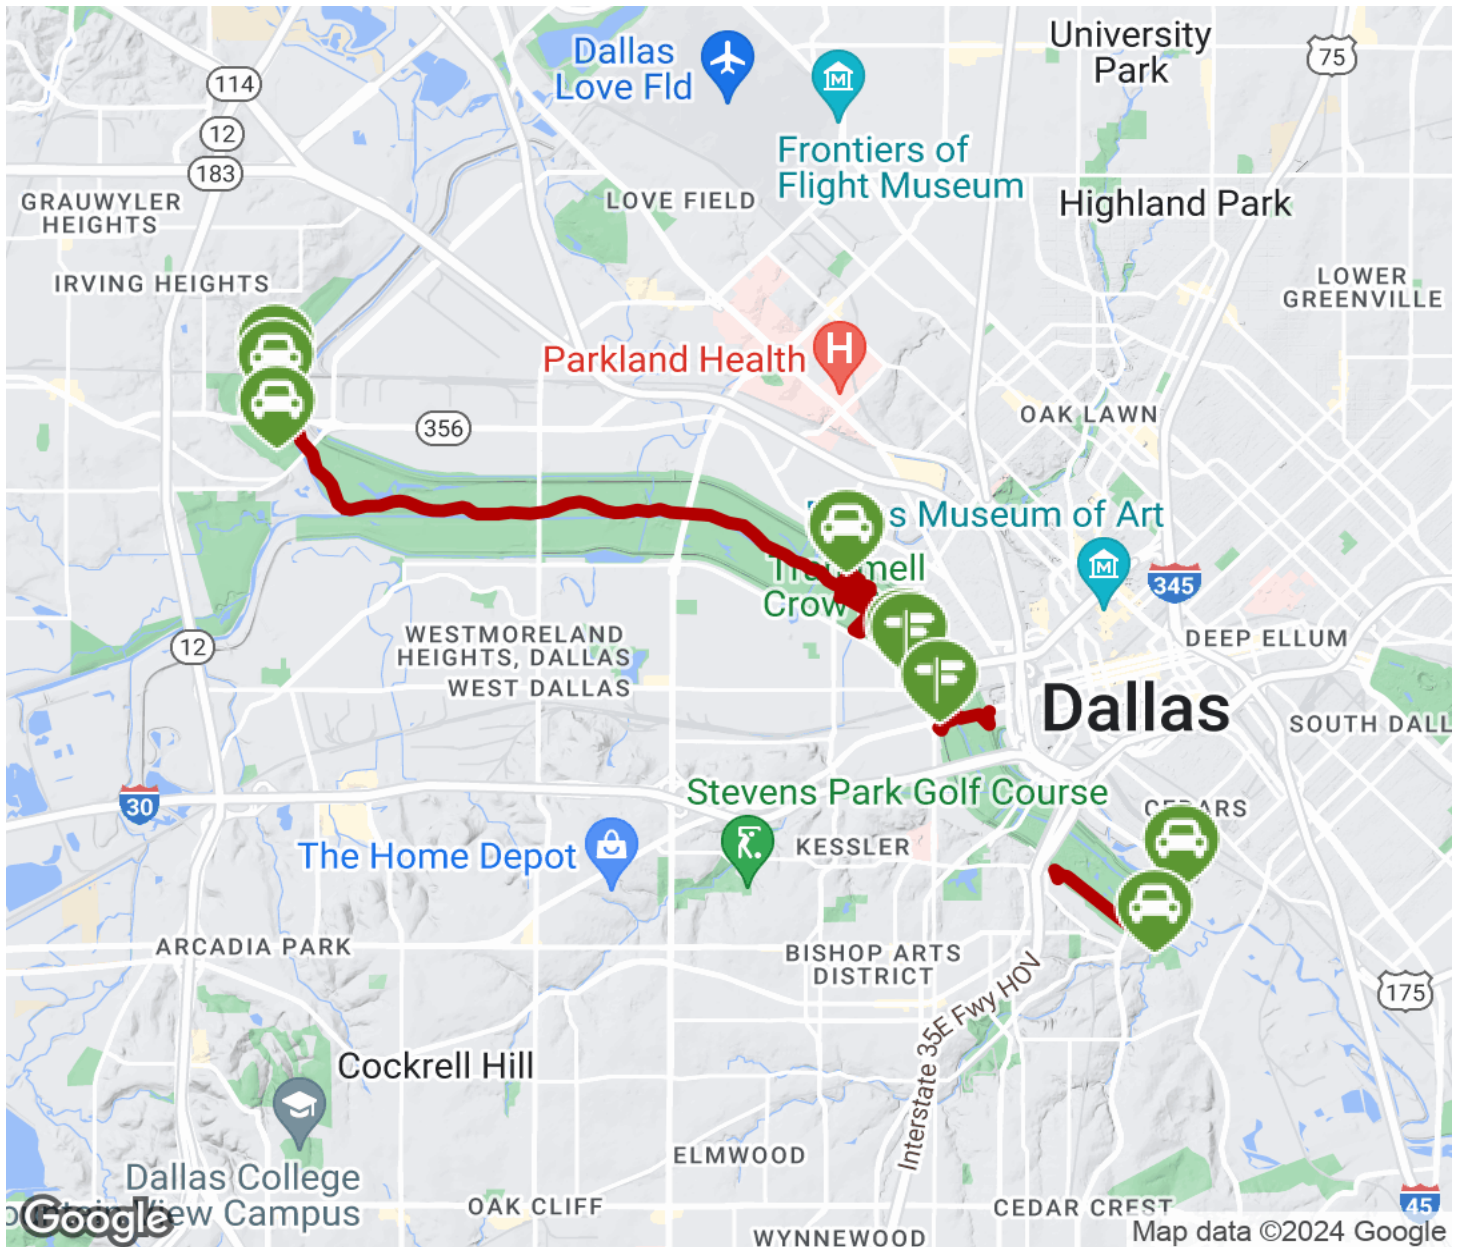 University
Park
75
Dallas
Love Fld
114
12
183
Frontiers of
Flight Museum
GRAUWYLER
HEIGHTS
LOVE FIELD
Highland Park
IRVING HEIGHTS
LOWER
GREENVILLE
Parkland Health
H
OAK LAWN
356
s Museum of Art
M
M
345
Crow
WESTMORELAND
HEIGHTS, DALLAS
WEST DALLAS
12
DEEP ELLUM
Dallas
SOUTH DALL
30
Stevens Park Golf Course
CEDARS
The Home Depot
KESSLER
ARCADIA PARK
BISHOP ARTS
DISTRICT
Interstate 35E Fwy HOV
175
Cockrell Hill
ELMWOOD
Dallas College
View Campus
OAK CLIFF
CEDAR CREST
45
WYNNEWOOD
Google
Map data ©2024 Google